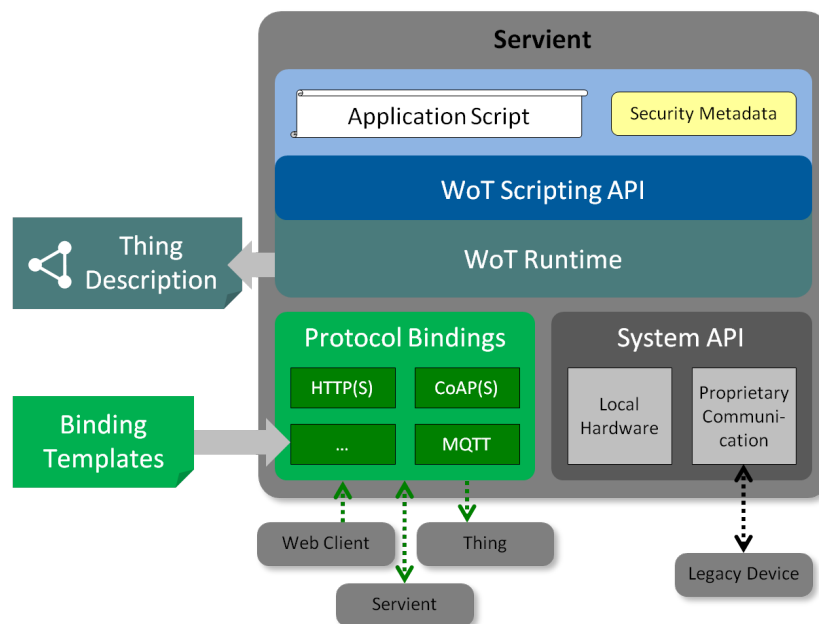 Servient
Application Script
Security Metadata
WoT Scripting API
Thing
Description
WoT Runtime
Protocol Bindings
System API
HTTP(S)
CoAP(S)
Local
Hardware
Proprietary
Communi-
cation
Binding
Templates
...
MQTT
Web Client
Thing
Servient
Legacy Device